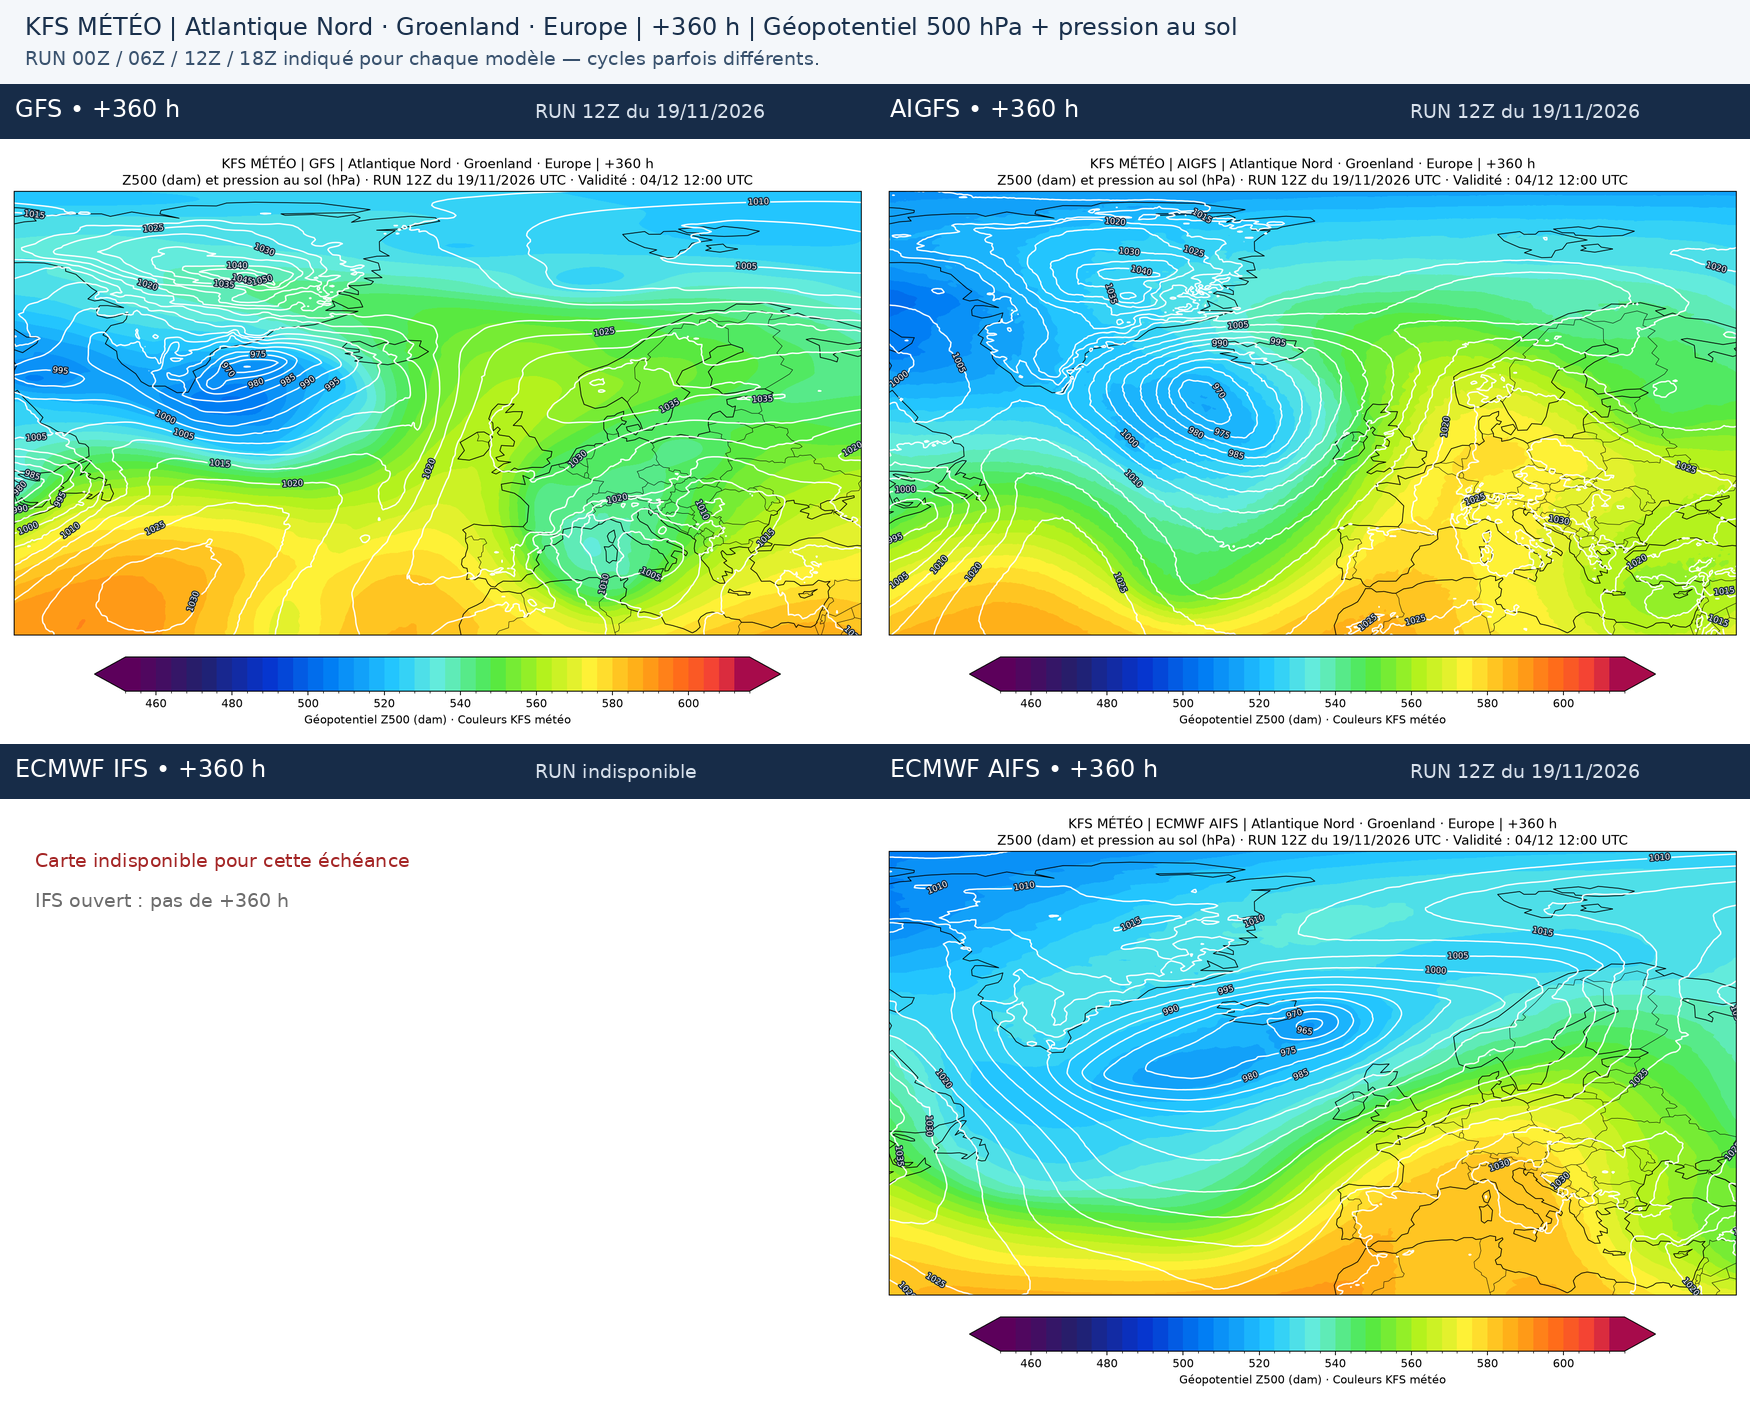 KFS MÉTÉO | Atlantique Nord · Groenland · Europe | +360 h | Géopotentiel 500 hPa + pression au sol
RUN 00Z / 06Z / 12Z / 18Z indiqué pour chaque modèle — cycles parfois différents.
GFS • +360 h
RUN 12Z du 19/11/2026
AIGFS • +360 h
RUN 12Z du 19/11/2026
KFS MÉTÉO | GFS | Atlantique Nord · Groenland · Europe | +360 h
Z500 (dam) et pression au sol (hPa) · RUN 12Z du 19/11/2026 UTC · Validité : 04/12 12:00 UTC
KFS MÉTÉO | AIGFS | Atlantique Nord · Groenland · Europe | +360 h
Z500 (dam) et pression au sol (hPa) · RUN 12Z du 19/11/2026 UTC · Validité : 04/12 12:00 UTC
460 480 500 520 540 560 580 600
Géopotentiel Z500 (dam) · Couleurs KFS météo
460 480 500 520 540 560 580 600
Géopotentiel Z500 (dam) · Couleurs KFS météo
ECMWF IFS • +360 h
RUN indisponible
ECMWF AIFS • +360 h
RUN 12Z du 19/11/2026
Carte indisponible pour cette échéance
IFS ouvert : pas de +360 h
KFS MÉTÉO | ECMWF AIFS | Atlantique Nord · Groenland · Europe | +360 h
Z500 (dam) et pression au sol (hPa) · RUN 12Z du 19/11/2026 UTC · Validité : 04/12 12:00 UTC
460 480 500 520 540 560 580 600
Géopotentiel Z500 (dam) · Couleurs KFS météo